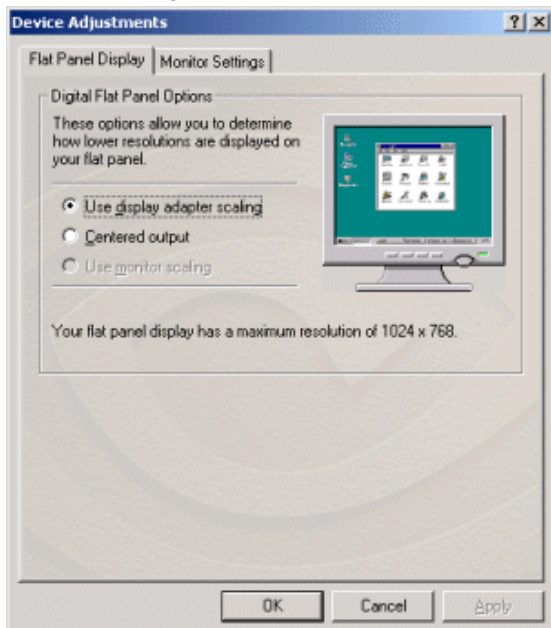 Device Adjustments
Flat Panel Display
Monitor Settings
Digital Flat Panel Options
These options allow you to determine
how lower resolutions are displayed on
your flat panel.
Use display adapter scaling
Centered output
Use monitor scaling
Your flat panel display has a maximum resolution of 1024 x 768.
OK
Cancel
Apply